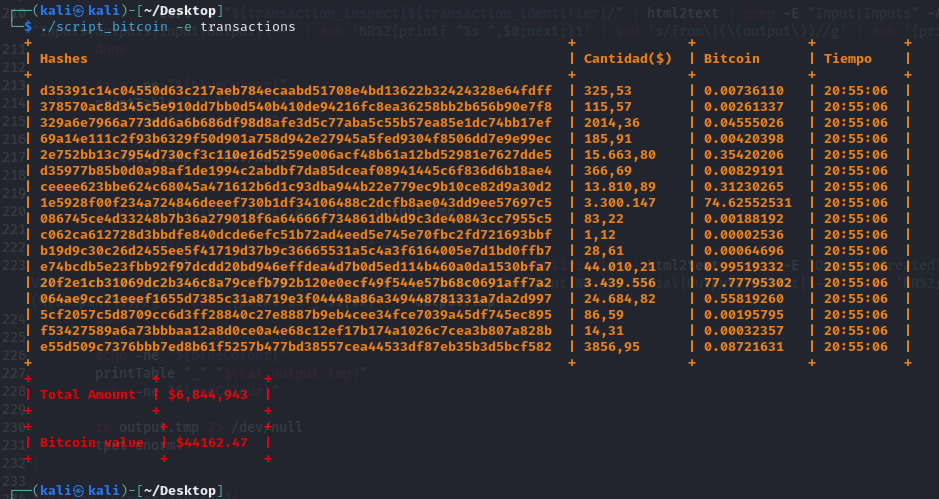 ┌──(kali㉿kali)-[~/Desktop]
└─$ ./script_bitcoin -e transactions
+ + + + +
| Hashes | Cantidad($) | Bitcoin | Tiempo |
+ + + + +
| d35391c14c04550d63c217aeb784ecaabd51708e4bd13622b32424328e64fdff | 325,53 | 0.00736110 | 20:55:06 |
| 378570a2cb345c5e910dd7bb0d540b410de94216fc8ea36258bb2b656b90e7f8 | 115,57 | 0.00261337 | 20:55:06 |
| 329a6e7966a773dd6a6b686df98d8afe3d5c77aba5c55b57ea85e1dc74bb17ef | 2014,36 | 0.04555026 | 20:55:06 |
| 69a14e111c2f93b6329f50d901a758d942e27945a5fed9304f8506dd7e9e99ec | 185,91 | 0.00420398 | 20:55:06 |
| 2e752bb13c7954d730cf3c110e16d5259e006acf48b61a12bd52981e7627dde5 | 15.663,80 | 0.35420206 | 20:55:06 |
| d35977b85b0d0a98af1de1994c2abdbf7da85dceaf08941445c6f836d6b18ae4 | 366,69 | 0.00829191 | 20:55:06 |
| ceeee623bbe624c68045a471612b6d1c93dba944b22e779ec9b10ce82d9a30d2 | 13.810,89 | 0.31230265 | 20:55:06 |
| 1e5928f00f234a724846deeef730b1df34106488c2dcfb8ae043dd9ee57697c5 | 3.300.147 | 74.62552531 | 20:55:06 |
| 086745ce4d33248b7b36a279018f6a64666f734861db4d9c3de40843cc7955c5 | 83,22 | 0.00188192 | 20:55:06 |
| c062ca612728d3bbdfe840dcde6efc51b72ad4eed5e745e70fbc2fd721693bbf | 1,12 | 0.00002536 | 20:55:06 |
| b19d9c30c26d2455ee5f41719d37b9c36665531a5c4a3f6164005e7d1bd0ffb7 | 28,61 | 0.00064696 | 20:55:06 |
| e74bcdb5e23fbb92f97dcdd20bd946effdea4d7b0d5ed114b460a0da1530bfa7 | 44.010,21 | 0.99519332 | 20:55:06 |
| 20f2e1cb31069dc2b346c8a79cefb792b120e0ecf49f544e57b68c0691aff7a2 | 3.439.556 | 77.77795302 | 20:55:06 |
| 064ae9cc21eeef1655d7385c31a8719e3f04448a86a349448781331a7da2d997 | 24.684,82 | 0.55819260 | 20:55:06 |
| 5cf2057c5d8709cc6d3ff28840c27e8887b9eb4cee34fce7039a45df745ec895 | 86,59 | 0.00195795 | 20:55:06 |
| f53427589a6a73bbbaa12a8d0ce0a4e68c12ef17b174a1026c7cea3b807a828b | 14,31 | 0.00032357 | 20:55:06 |
| e55d509c7376bbb7ed8b61f5257b477bd38557cea44533df87eb35b3d5bcf582 | 3856,95 | 0.08721631 | 20:55:06 |
+ + + + +
+ + +
| Total Amount | $6,844,943 |
+ + +
+ + +
| Bitcoin value | $44162.47 |
+ + +
┌──(kali㉿kali)-[~/Desktop]